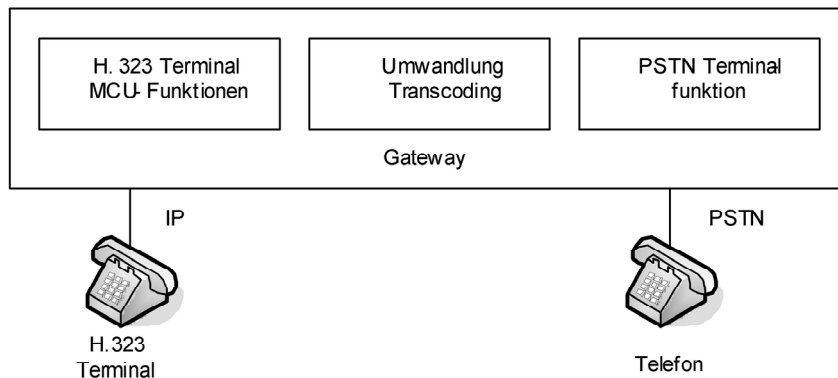 H. 323 Terminal
MCU- Funktionen
Umwandlung
Transcoding
PSTN Terminal
funktion
Gateway
IP
PSTN
H.323
Terminal
Telefon